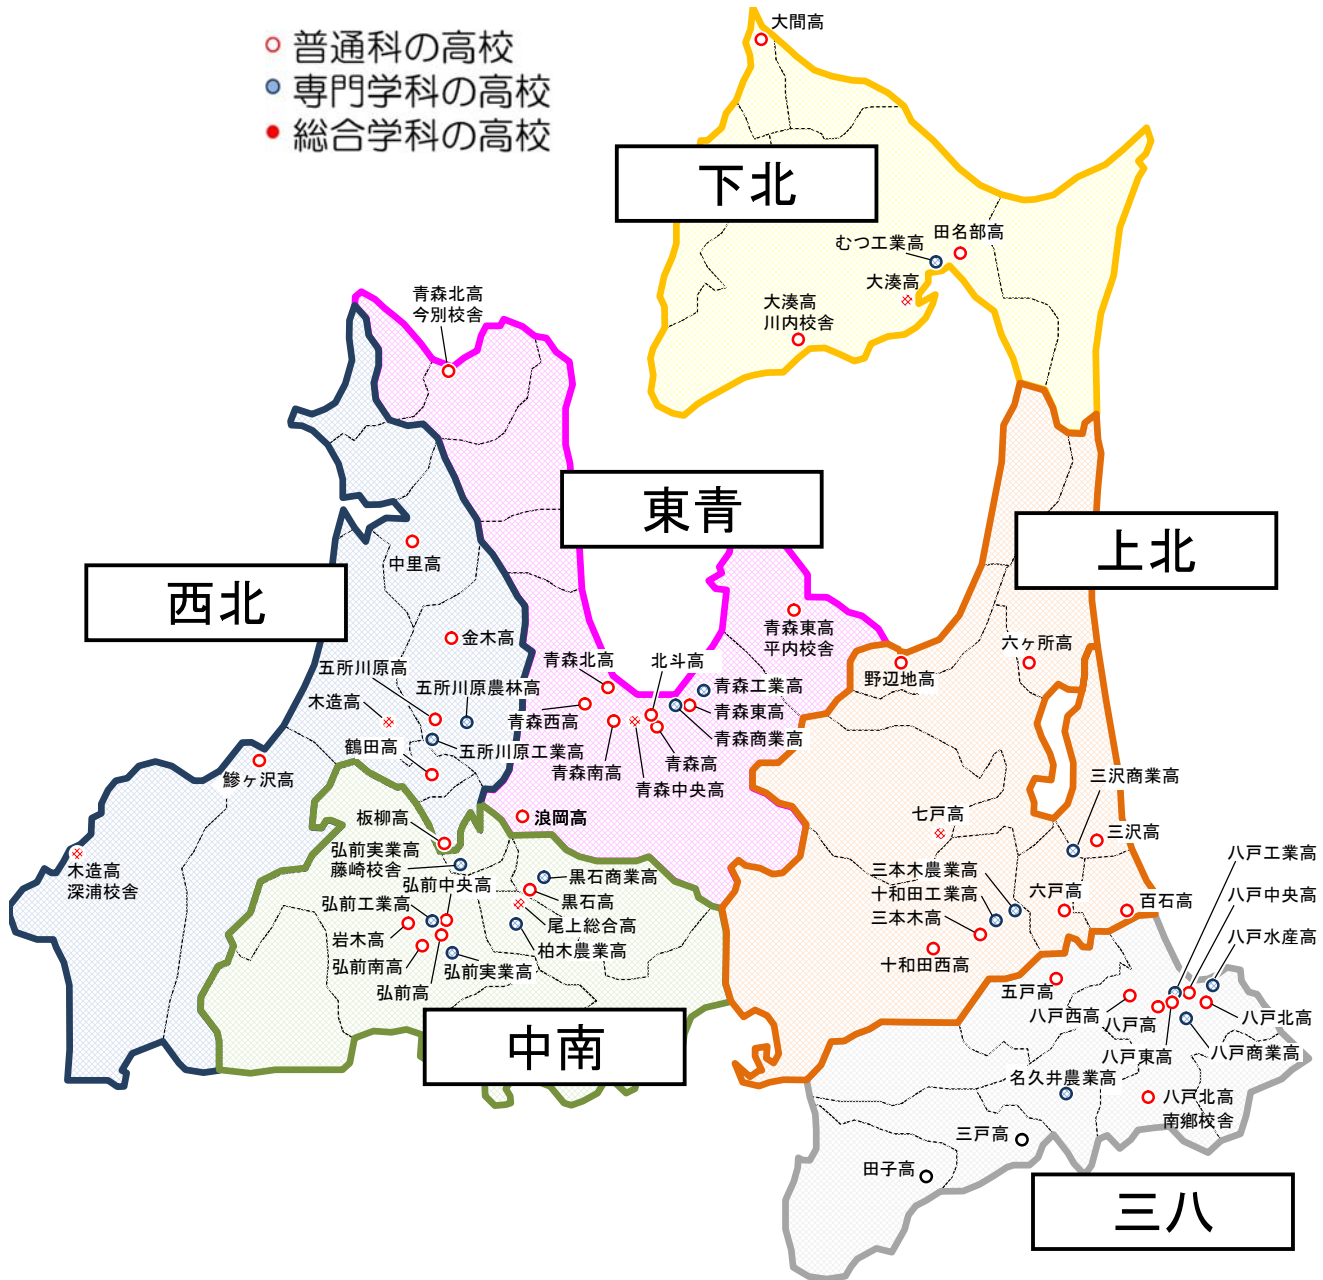 普通科の高校
専門学科の高校
総合学科の高校
大間高
下北
むつ工業高
田名部高
大湊高
大湊高
川内校舎
青森北高
今別校舎
東青
上北
西北
中里高
金木高
五所川原高
五所川原農林高
木造高
鶴田高
五所川原工業高
鰺ヶ沢高
木造高
深浦校舎
青森東高
平内校舎
青森北高
北斗高
青森工業高
青森西高
青森東高
青森商業高
青森南高
青森高
青森中央高
浪岡高
野辺地高
六ヶ所高
七戸高
三沢商業高
三沢高
三本木農業高
十和田工業高
三本木高
十和田西高
六戸高
百石高
板柳高
弘前実業高
藤崎校舎
弘前中央高
弘前工業高
岩木高
弘前南高
弘前高
弘前実業高
黒石商業高
黒石高
尾上総合高
柏木農業高
中南
八戸工業高
八戸中央高
八戸水産高
五戸高
八戸西高
八戸高
八戸東高
八戸北高
八戸商業高
名久井農業高
八戸北高
南郷校舎
三戸高
田子高
三八